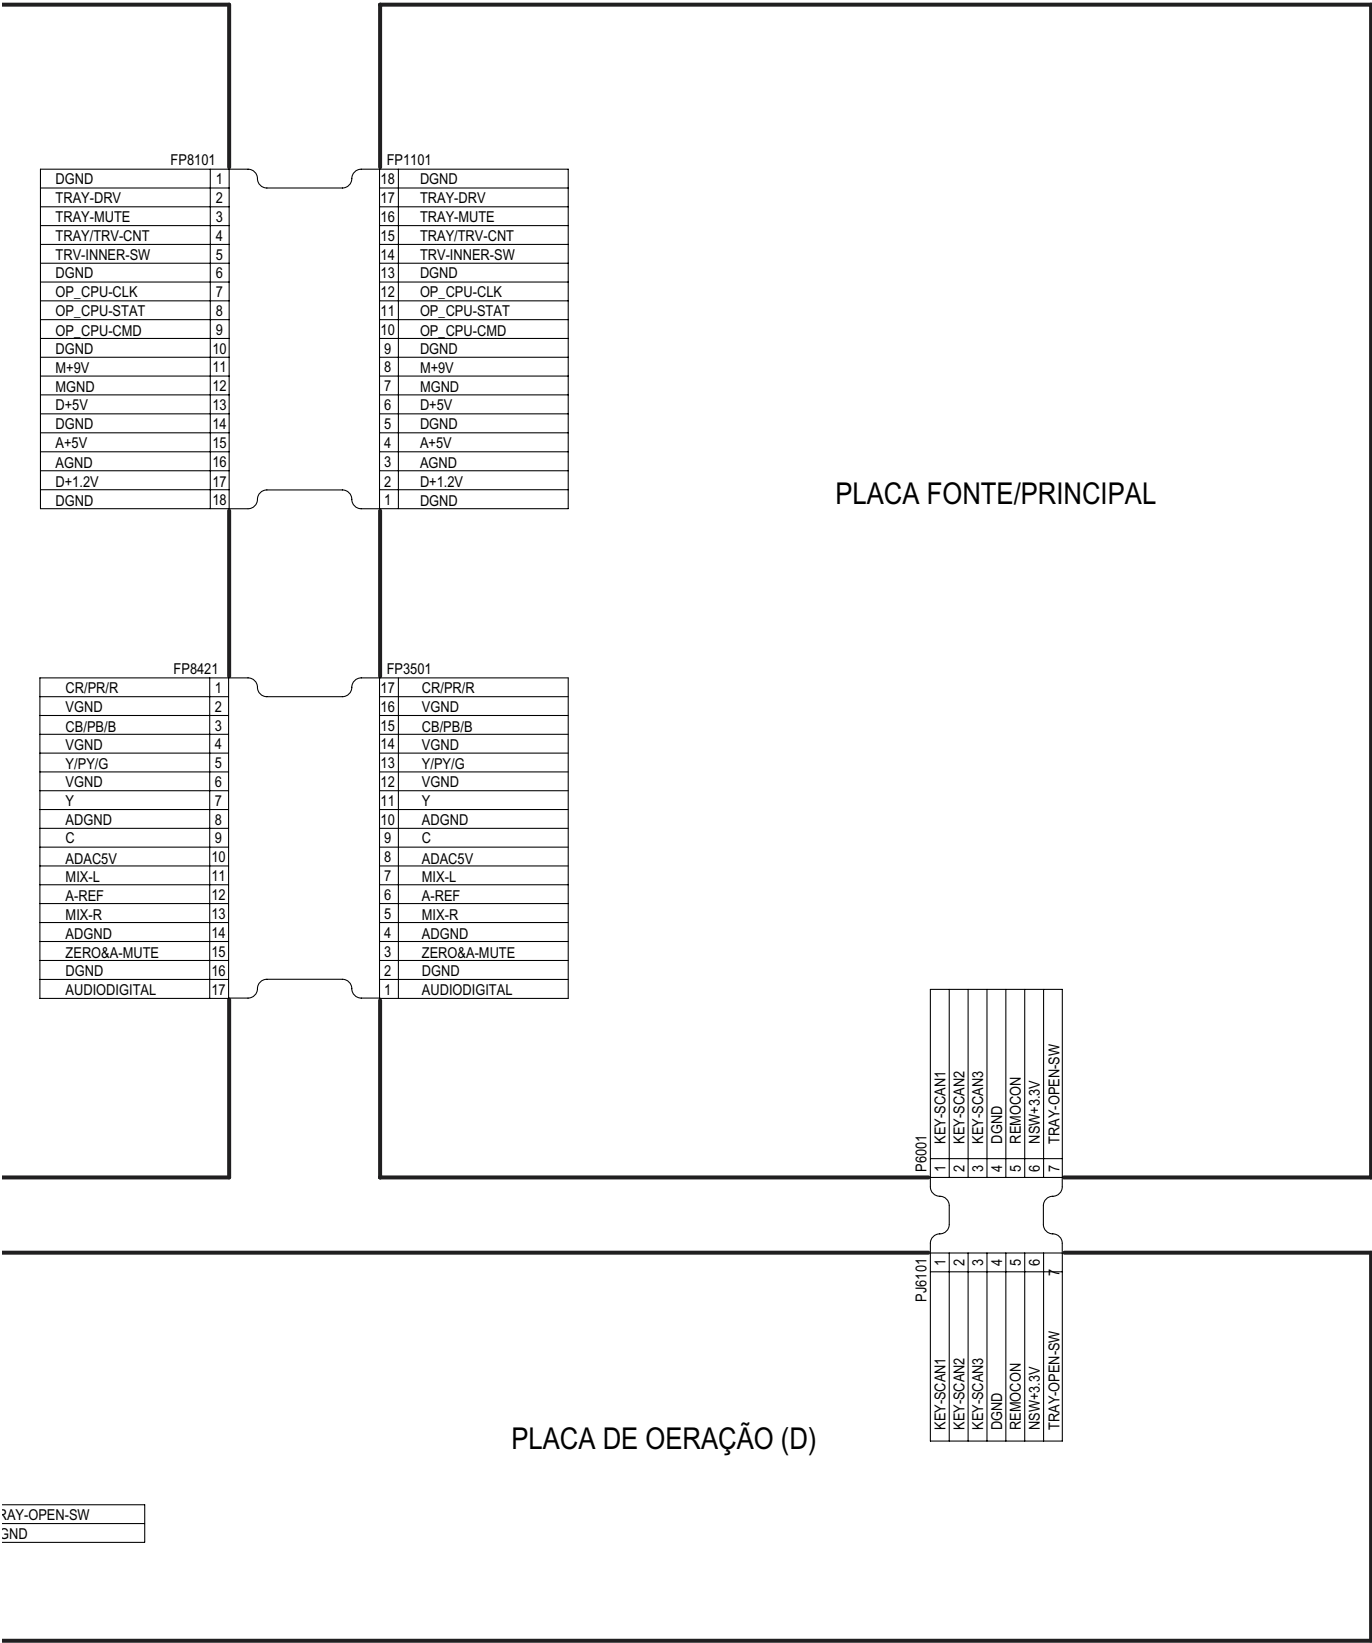 FP8101
DGND 1
TRAY-DRV 2
TRAY-MUTE 3
TRAY/TRV-CNT 4
TRV-INNER-SW 5
DGND 6
OP_CPU-CLK 7
OP_CPU-STAT 8
OP_CPU-CMD 9
DGND 10
M+9V 11
MGND 12
D+5V 13
DGND 14
A+5V 15
AGND 16
D+1.2V 17
DGND 18
FP1101
18 DGND
17 TRAY-DRV
16 TRAY-MUTE
15 TRAY/TRV-CNT
14 TRV-INNER-SW
13 DGND
12 OP_CPU-CLK
11 OP_CPU-STAT
10 OP_CPU-CMD
9 DGND
8 M+9V
7 MGND
6 D+5V
5 DGND
4 A+5V
3 AGND
2 D+1.2V
1 DGND
PLACA FONTE/PRINCIPAL
FP8421
CR/PR/R 1
VGND 2
CB/PB/B 3
VGND 4
Y/PY/G 5
VGND 6
Y 7
ADGND 8
C 9
ADAC5V 10
MIX-L 11
A-REF 12
MIX-R 13
ADGND 14
ZERO&A-MUTE 15
DGND 16
AUDIODIGITAL 17
FP3501
17 CR/PR/R
16 VGND
15 CB/PB/B
14 VGND
13 Y/PY/G
12 VGND
11 Y
10 ADGND
9 C
8 ADAC5V
7 MIX-L
6 A-REF
5 MIX-R
4 ADGND
3 ZERO&A-MUTE
2 DGND
1 AUDIODIGITAL
P6001
1 KEY-SCAN1
2 KEY-SCAN2
3 KEY-SCAN3
4 DGND
5 REMOCON
6 NSW+3.3V
7 TRAY-OPEN-SW
PJ6101
KEY-SCAN1 1
KEY-SCAN2 2
KEY-SCAN3 3
DGND 4
REMOCON 5
NSW+3.3V 6
TRAY-OPEN-SW 7
PLACA DE OERAÇÃO (D)
RAY-OPEN-SW
GND